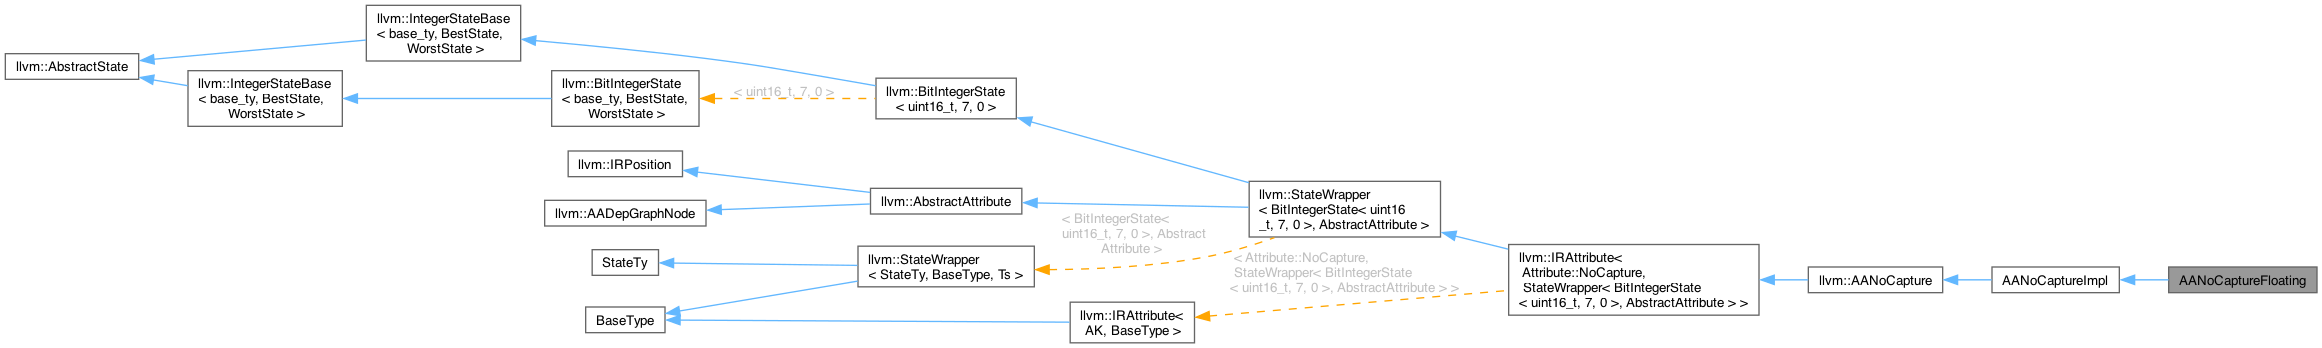 llvm::IntegerStateBase
< base_ty, BestState,
WorstState >
llvm::AbstractState
llvm::IntegerStateBase
< base_ty, BestState,
WorstState >
llvm::BitIntegerState
< base_ty, BestState,
WorstState >
< uint16_t, 7, 0 >
llvm::BitIntegerState
< uint16_t, 7, 0 >
llvm::IRPosition
llvm::AADepGraphNode
llvm::AbstractAttribute
llvm::StateWrapper
< BitIntegerState< uint16
_t, 7, 0 >, AbstractAttribute >
< BitIntegerState<
uint16_t, 7, 0 >, Abstract
Attribute >
StateTy
llvm::StateWrapper
< StateTy, BaseType, Ts >
< Attribute::NoCapture,
StateWrapper< BitIntegerState
< uint16_t, 7, 0 >, AbstractAttribute > >
BaseType
llvm::IRAttribute<
AK, BaseType >
llvm::IRAttribute<
Attribute::NoCapture,
StateWrapper< BitIntegerState
< uint16_t, 7, 0 >, AbstractAttribute > >
llvm::AANoCapture
AANoCaptureImpl
AANoCaptureFloating